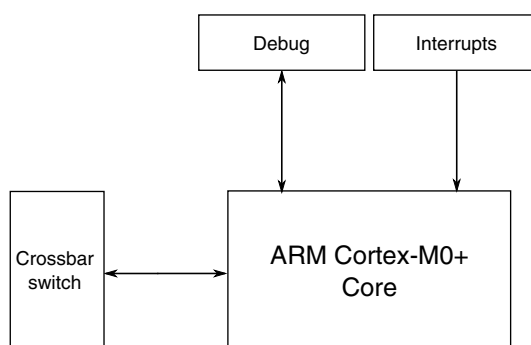 Debug
Interrupts
Crossbar
switch
ARM Cortex-M0+
Core